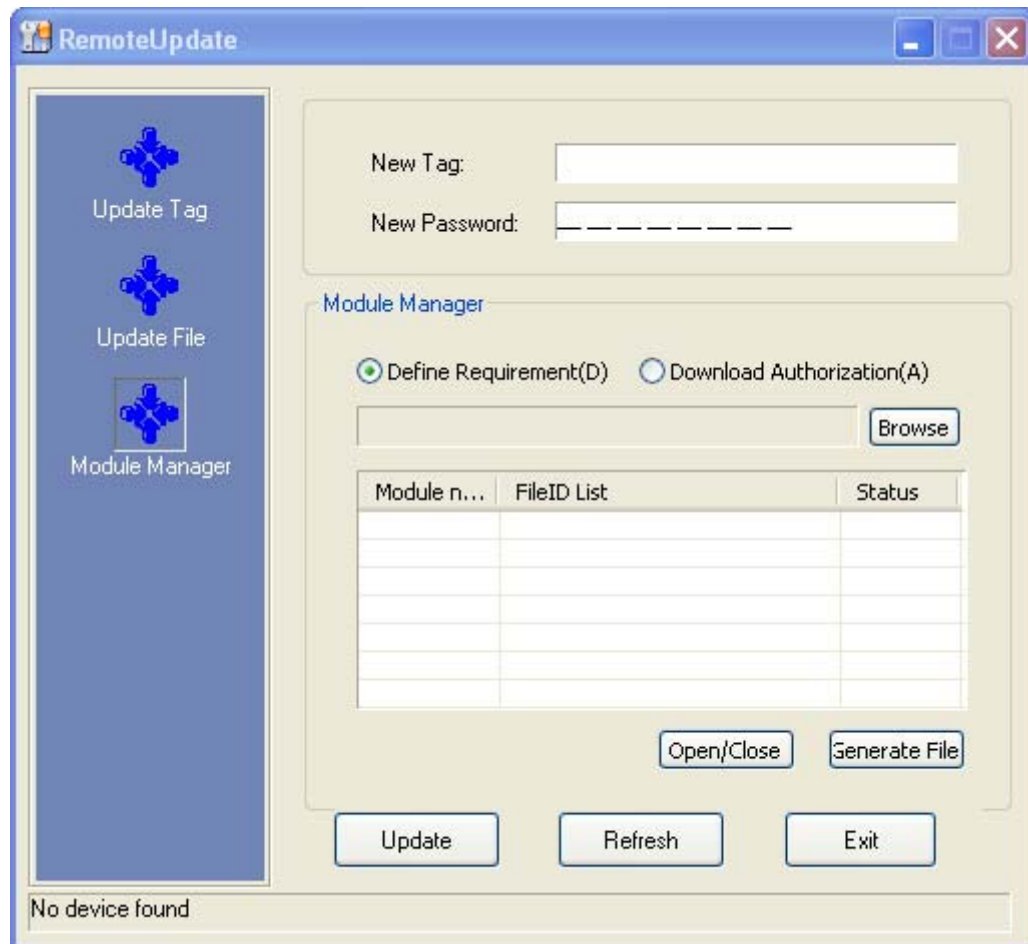 RemoteUpdate
Update Tag
Update File
Module Manager
New Tag:
New Password:
Module Manager
Define Requirement(D) Download Authorization(A)
Browse
Module n... FileID List Status
Open/Close Generate File
Update Refresh Exit
No device found